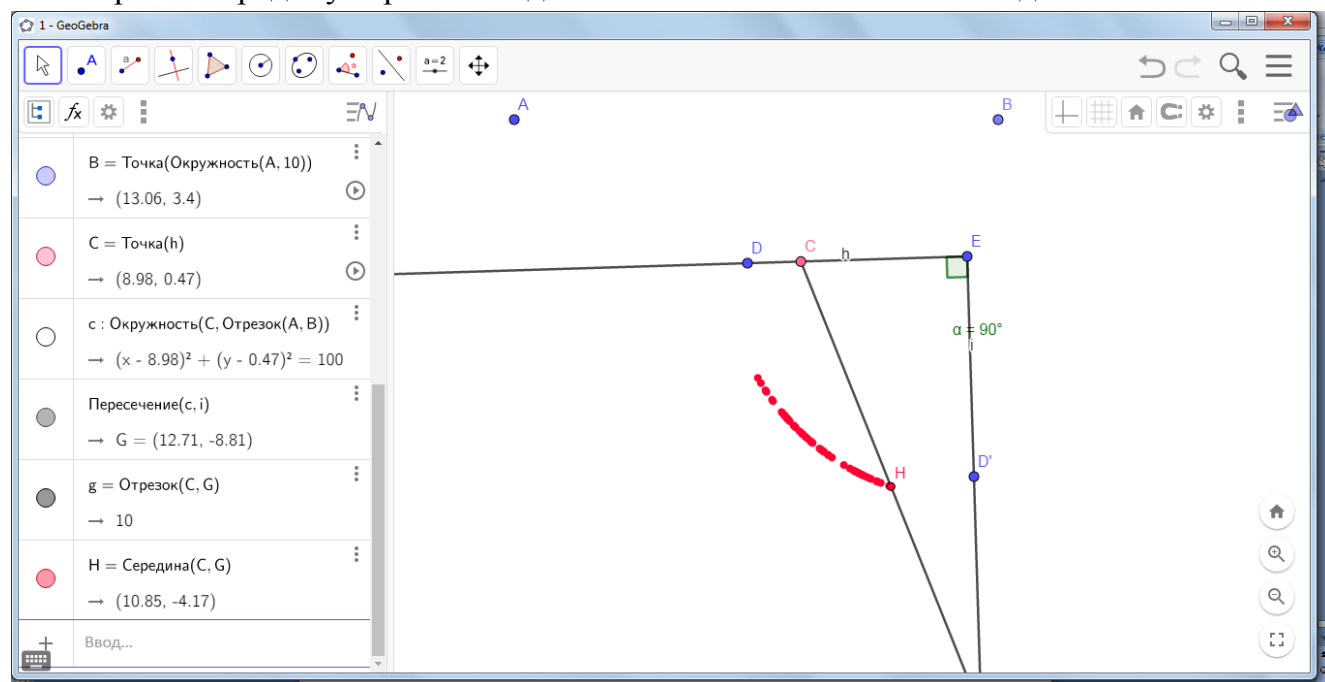 1 - GeoGebra
A
a
a=2
fx
B = Точка(Окружность(A, 10))
→ (13.06, 3.4)
C = Точка(h)
→ (8.98, 0.47)
c : Окружность(C, Отрезок(A, B))
→ (x - 8.98)² + (y - 0.47)² = 100
Пересечение(c, i)
→ G = (12.71, -8.81)
g = Отрезок(C, G)
→ 10
H = Середина(C, G)
→ (10.85, -4.17)
+ Ввод...
A
B
D
C
h
E
α = 90°
i
D'
H